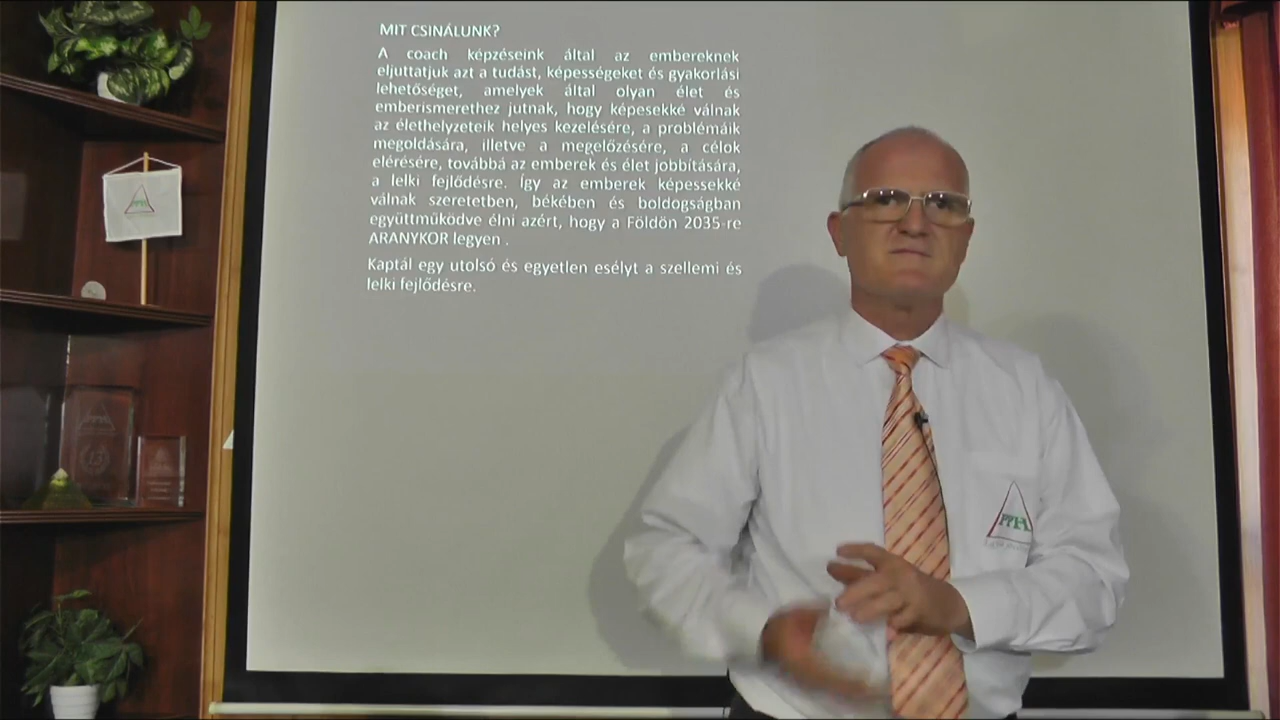 MIT CSINÁLUNK?
A coach képzéseink által az embereknek
eljuttatjuk azt a tudást, képességeket és gyakorlási
lehetőséget, amelyek által olyan élet és
emberismerethez jutnak, hogy képesekké válnak
az élethelyzeteik helyes kezelésére, a problémáik
megoldására, illetve a megelőzésére, a célok
elérésére, továbbá az emberek és élet jobbítására,
a lelki fejlődésre. Így az emberek képessekké
válnak szeretetben, békében és boldogságban
együttműködve élni azért, hogy a Földön 2035-re
ARANYKOR legyen .
Kaptál egy utolsó és egyetlen esélyt a szellemi és
lelki fejlődésre.